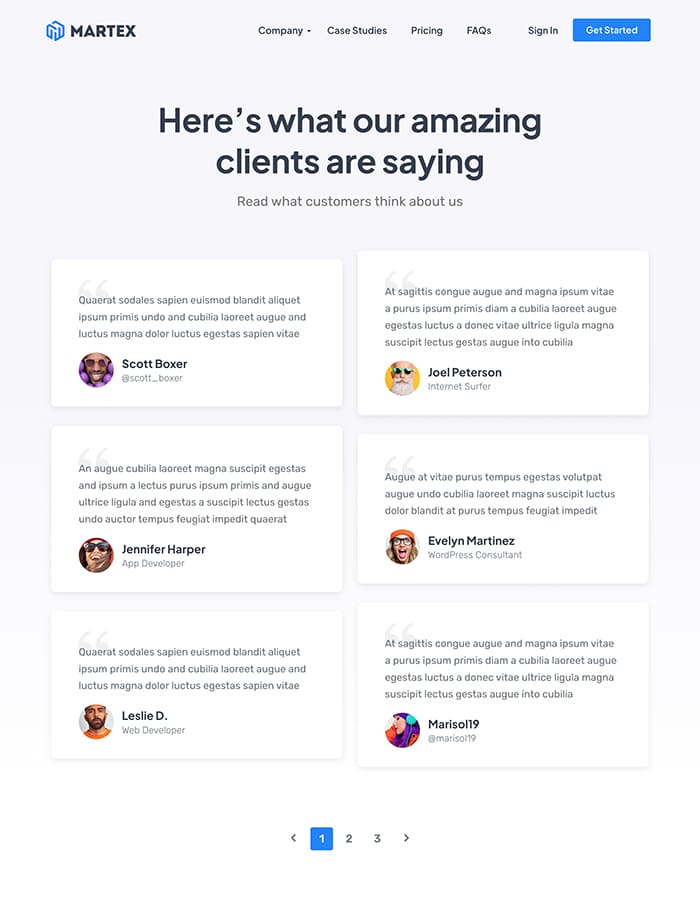 MARTEX
Company
Case Studies
Pricing
FAQs
Sign In
Get Started
Here’s what our amazing
clients are saying
Read what customers think about us
Quaerat sodales sapien euismod blandit aliquet
ipsum primis undo and cubilia laoreet augue and
luctus magna dolor luctus egestas sapien vitae
Scott Boxer
@scott_boxer
At sagittis congue augue and magna ipsum vitae
a purus ipsum primis diam a cubilia laoreet augue
egestas luctus a donec vitae ultrice ligula magna
suscipit lectus gestas augue into cubilia
Joel Peterson
Internet Surfer
An augue cubilia laoreet magna suscipit egestas
and ipsum a lectus purus ipsum primis and augue
ultrice ligula and egestas a suscipit lectus gestas
undo auctor tempus feugiat impedit quaerat
Jennifer Harper
App Developer
Augue at vitae purus tempus egestas volutpat
augue undo cubilia laoreet magna suscipit luctus
dolor blandit at purus tempus feugiat impedit
Evelyn Martinez
WordPress Consultant
Quaerat sodales sapien euismod blandit aliquet
ipsum primis undo and cubilia laoreet augue and
luctus magna dolor luctus egestas sapien vitae
Leslie D.
Web Developer
At sagittis congue augue and magna ipsum vitae
a purus ipsum primis diam a cubilia laoreet augue
egestas luctus a donec vitae ultrice ligula magna
suscipit lectus gestas augue into cubilia
Marisol19
@marisol19
1 2 3